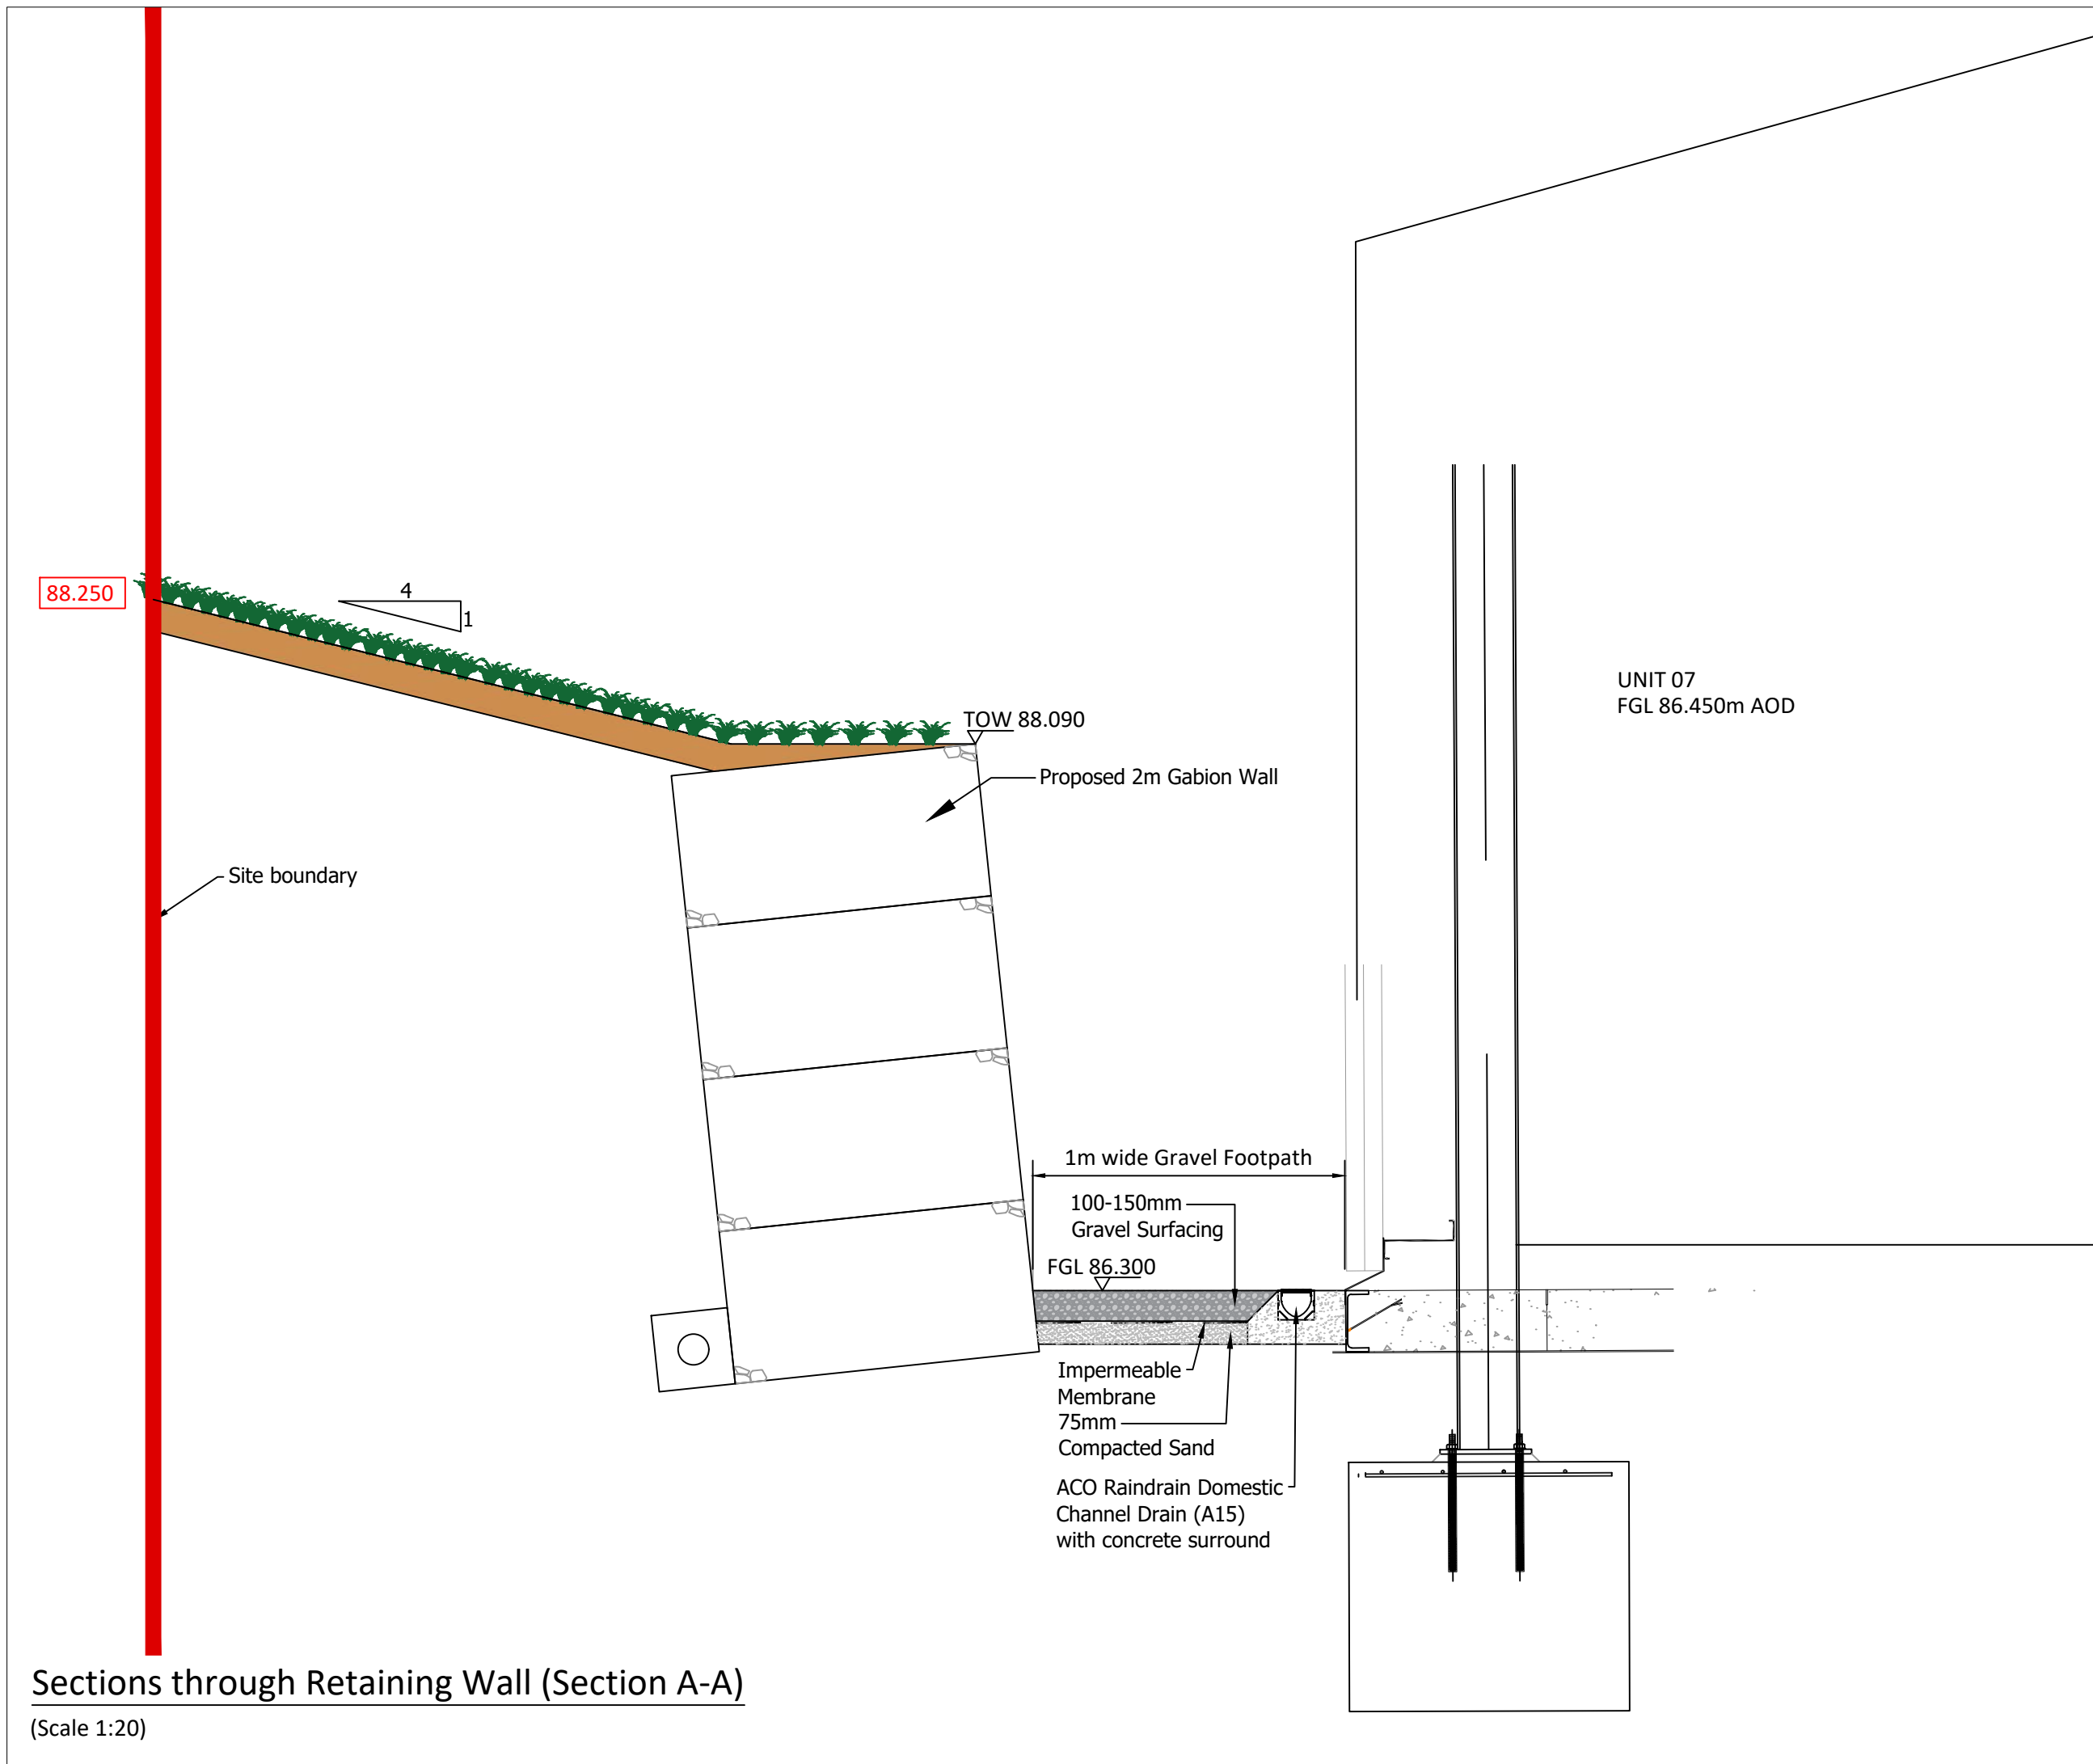 88.250
4
1
TOW 88.090
Proposed 2m Gabion Wall
UNIT 07
FGL 86.450m AOD
Site boundary
1m wide Gravel Footpath
100-150mm
Gravel Surfacing
FGL 86.300
Impermeable
Membrane
75mm
Compacted Sand
ACO Raindrain Domestic
Channel Drain (A15)
with concrete surround
Sections through Retaining Wall (Section A-A)
(Scale 1:20)